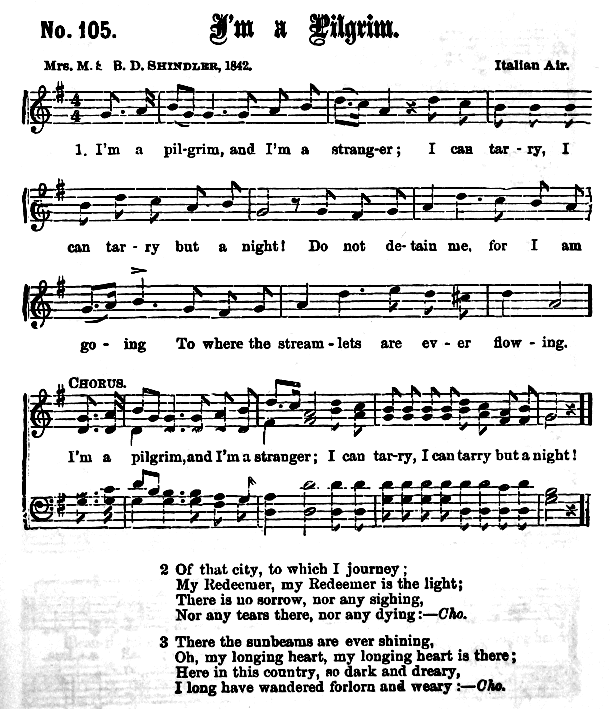 No. 105. I'm a Pilgrim.
Mrs. M. S. B. D. SHINDLER, 1842. Italian Air.
1. I'm a pil-grim, and I'm a strang-er; I can tar-ry, I
can tar-ry but a night! Do not de-tain me, for I am
go-ing To where the stream-lets are ev-er flow-ing.
CHORUS.
I'm a pilgrim, and I'm a stranger; I can tar-ry, I can tarry but a night!
2 Of that city, to which I journey;
My Redeemer, my Redeemer is the light;
There is no sorrow, nor any sighing,
Nor any tears there, nor any dying:—Cho.
3 There the sunbeams are ever shining,
Oh, my longing heart, my longing heart is there;
Here in this country, so dark and dreary,
I long have wandered forlorn and weary:—Cho.